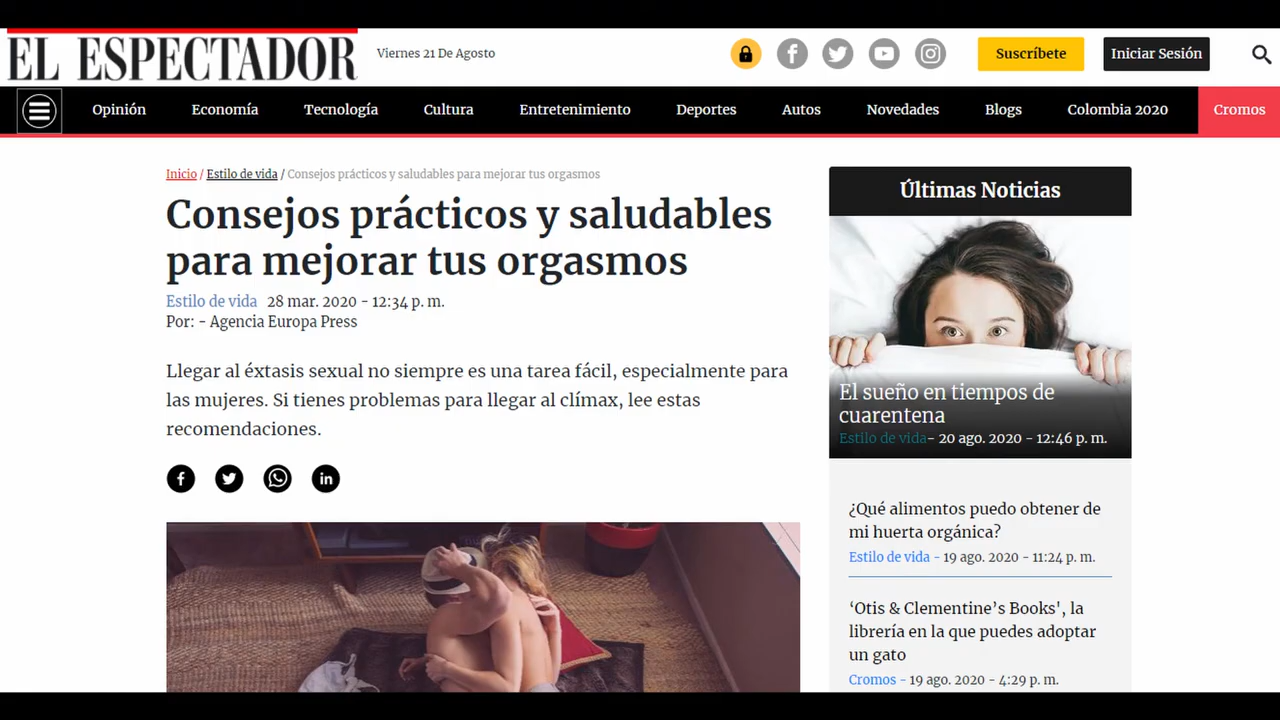 EL ESPECTADOR
Viernes 21 De Agosto
Suscríbete
Iniciar Sesión
Opinión
Economía
Tecnología
Cultura
Entretenimiento
Deportes
Autos
Novedades
Blogs
Colombia 2020
Cromos
Inicio / Estilo de vida / Consejos prácticos y saludables para mejorar tus orgasmos
Consejos prácticos y saludables
para mejorar tus orgasmos
Estilo de vida 28 mar. 2020 - 12:34 p. m.
Por: - Agencia Europa Press
Llegar al éxtasis sexual no siempre es una tarea fácil, especialmente para
las mujeres. Si tienes problemas para llegar al clímax, lee estas
recomendaciones.
Últimas Noticias
El sueño en tiempos de
cuarentena
Estilo de vida- 20 ago. 2020 - 12:46 p. m.
¿Qué alimentos puedo obtener de
mi huerta orgánica?
Estilo de vida - 19 ago. 2020 - 11:24 p. m.
‘Otis & Clementine’s Books', la
librería en la que puedes adoptar
un gato
Cromos - 19 ago. 2020 - 4:29 p. m.